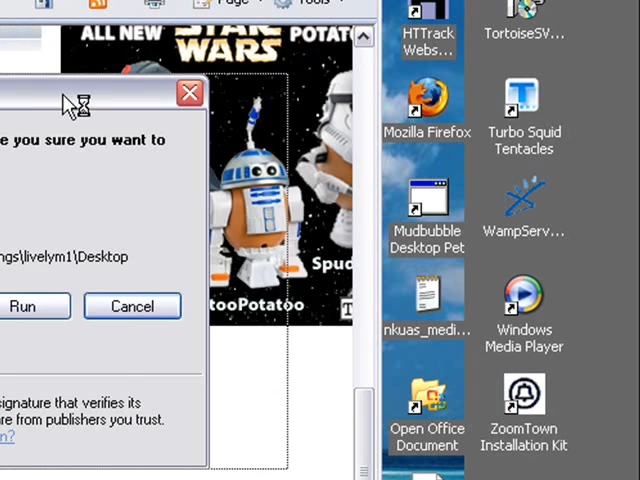 Page
Tools
ALL NEW STAR WARS POTATO
e you sure you want to
ngs\livelym1\Desktop
Run
Cancel
ignature that verifies its
re from publishers you trust.
n?
Spud
tooPotatoo
T
HTTrack
Webs...
TortoiseSV...
Mozilla Firefox
Turbo Squid
Tentacles
Mudbubble
Desktop Pet
WampServ...
nkuas_medi...
Windows
Media Player
Open Office
Document
ZoomTown
Installation Kit